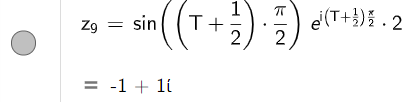 z₉ = sin((T + 1/2) · π/2) e^(i(T+1/2)π/2) · 2
= -1 + 1i